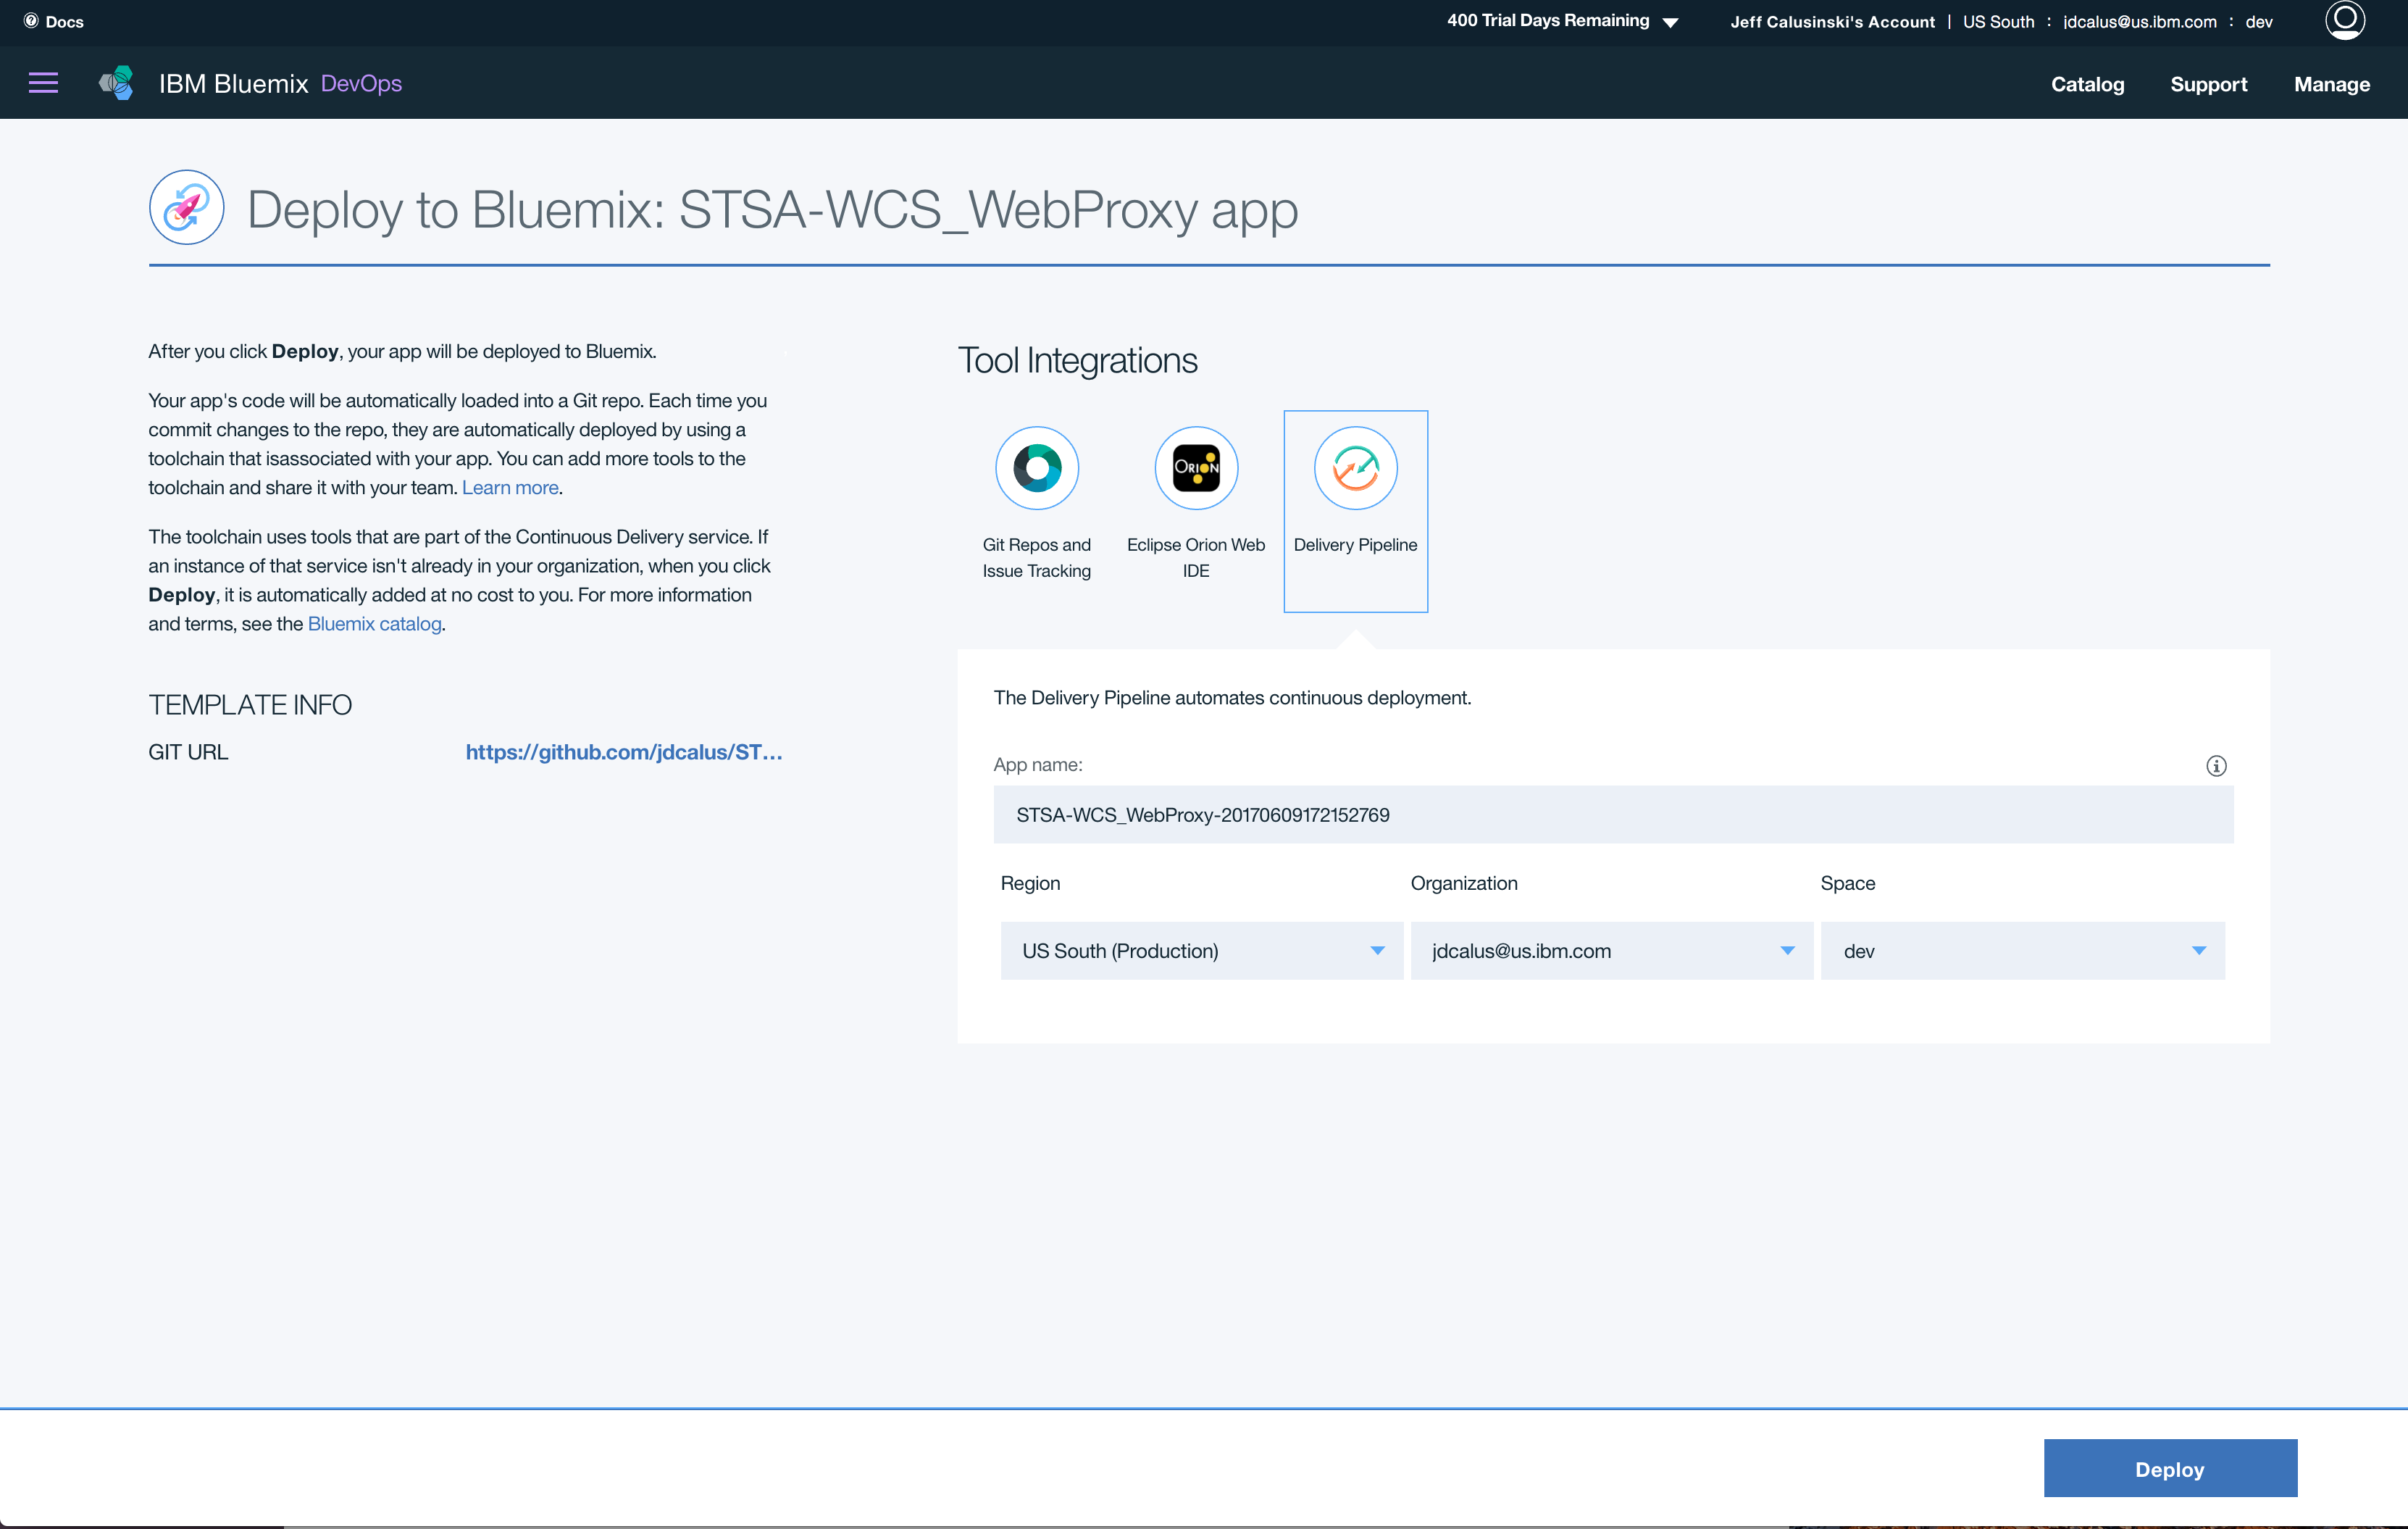 Docs
400 Trial Days Remaining
Jeff Calusinski's Account | US South : jdcalus@us.ibm.com : dev
IBM Bluemix DevOps
Catalog Support Manage
Deploy to Bluemix: STSA-WCS_WebProxy app
After you click Deploy, your app will be deployed to Bluemix.
Your app's code will be automatically loaded into a Git repo. Each time you
commit changes to the repo, they are automatically deployed by using a
toolchain that isassociated with your app. You can add more tools to the
toolchain and share it with your team. Learn more.
The toolchain uses tools that are part of the Continuous Delivery service. If
an instance of that service isn't already in your organization, when you click
Deploy, it is automatically added at no cost to you. For more information
and terms, see the Bluemix catalog.
TEMPLATE INFO
GIT URL https://github.com/jdcalus/ST...
Tool Integrations
ORION
Git Repos and
Issue Tracking
Eclipse Orion Web
IDE
Delivery Pipeline
The Delivery Pipeline automates continuous deployment.
App name:
STSA-WCS_WebProxy-20170609172152769
Region Organization Space
US South (Production) jdcalus@us.ibm.com dev
Deploy